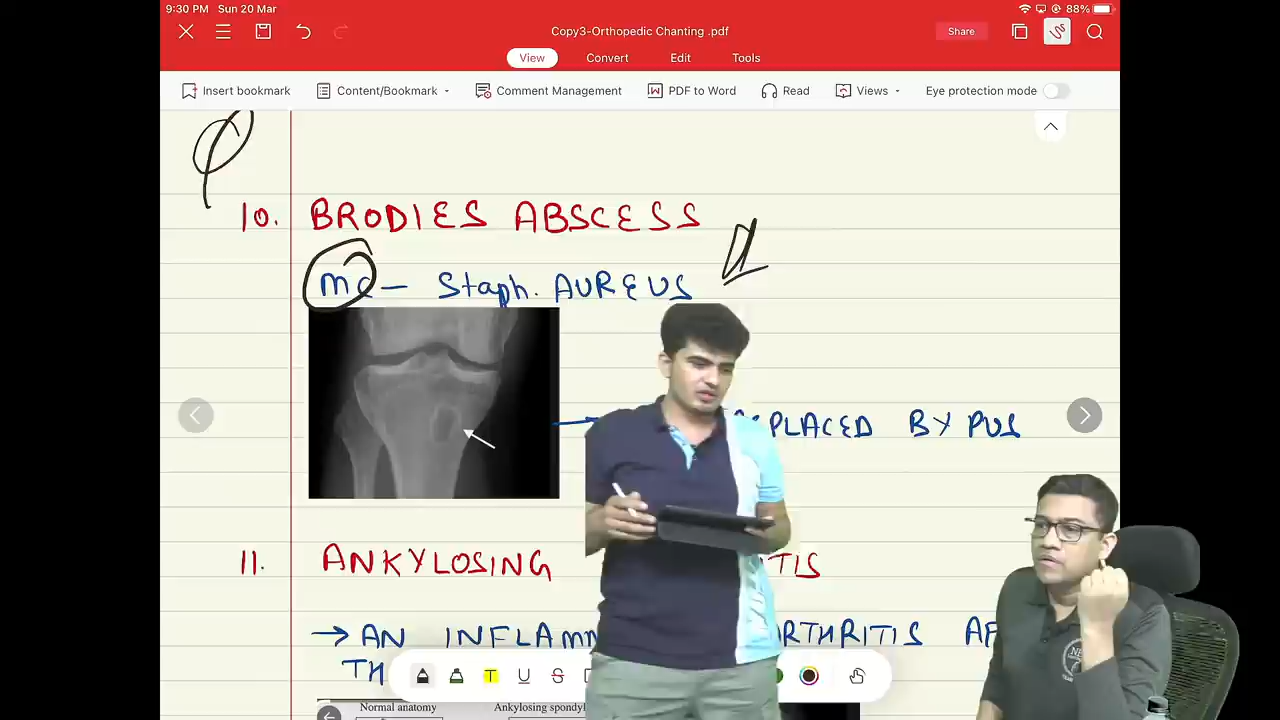 9:30 PM Sun 20 Mar
88%
Copy3-Orthopedic Chanting .pdf
Share
View Convert Edit Tools
Insert bookmark Content/Bookmark Comment Management PDF to Word Read Views Eye protection mode
10. BRODIES ABSCESS
MC - Staph. AUREUS
PLACED BY PUS
11. ANKYLOSING TIS
→ AN INFLAMM RTHRITIS AF
TH
T U S
Normal anatomy Ankylosing spondyl